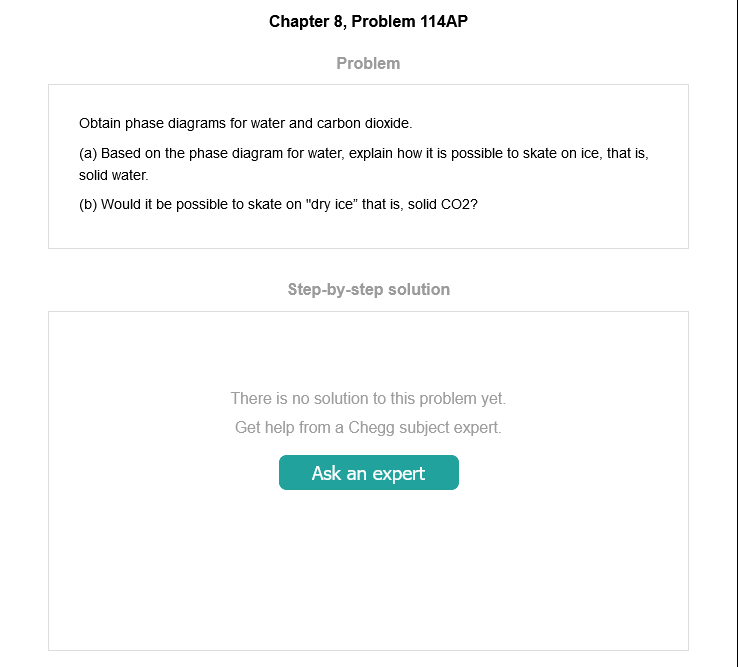 Chapter 8, Problem 114AP
Problem
Obtain phase diagrams for water and carbon dioxide.
(a) Based on the phase diagram for water, explain how it is possible to skate on ice, that is,
solid water.
(b) Would it be possible to skate on "dry ice” that is, solid CO2?
Step-by-step solution
There is no solution to this problem yet.
Get help from a Chegg subject expert.
Ask an expert